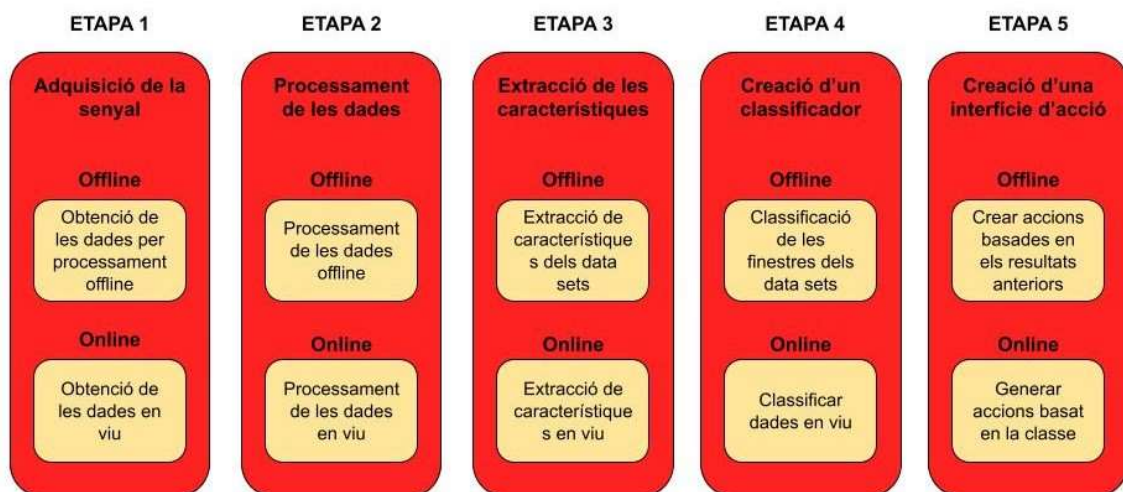 ETAPA 1
Adquisició de la
senyal
Offline
Obtenció de
les dades per
processament
offline
Online
Obtenció de
les dades en
viu
ETAPA 2
Processament
de les dades
Offline
Processament
de les dades
offline
Online
Processament
de les dades
en viu
ETAPA 3
Extracció de les
característiques
Offline
Extracció de
característique
s dels data
sets
Online
Extracció de
característique
s en viu
ETAPA 4
Creació d'un
classificador
Offline
Classificació
de les
finestres dels
data sets
Online
Classificar
dades en viu
ETAPA 5
Creació d'una
interfície d'acció
Offline
Crear accions
basades en
els resultats
anteriors
Online
Generar
accions basat
en la classe